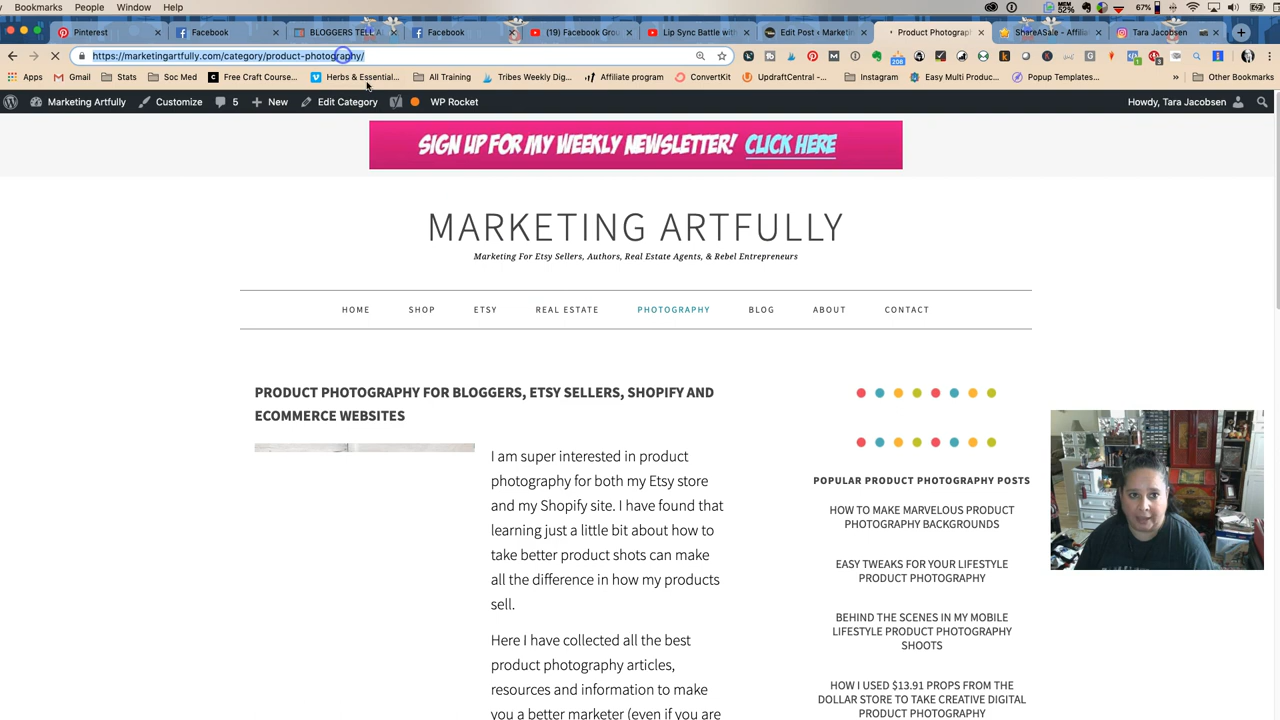 Bookmarks People Window Help 67%
Pinterest Facebook BLOGGERS TELL A Facebook (19) Facebook Grou Lip Sync Battle with Edit Post ‹ Marketin Product Photograp ShareASale - Affilia Tara Jacobsen
https://marketingartfully.com/category/product-photography/
Apps Gmail Stats Soc Med Free Craft Course... Herbs & Essential... All Training Tribes Weekly Dig... Affiliate program ConvertKit UpdraftCentral -... Instagram Easy Multi Produc... Popup Templates... Other Bookmarks
Marketing Artfully Customize 5 New Edit Category WP Rocket Howdy, Tara Jacobsen
SIGN UP FOR MY WEEKLY NEWSLETTER! CLICK HERE
MARKETING ARTFULLY
Marketing For Etsy Sellers, Authors, Real Estate Agents, & Rebel Entrepreneurs
HOME SHOP ETSY REAL ESTATE PHOTOGRAPHY BLOG ABOUT CONTACT
PRODUCT PHOTOGRAPHY FOR BLOGGERS, ETSY SELLERS, SHOPIFY AND
ECOMMERCE WEBSITES
I am super interested in product
photography for both my Etsy store
and my Shopify site. I have found that
learning just a little bit about how to
take better product shots can make
all the difference in how my products
sell.
Here I have collected all the best
product photography articles,
resources and information to make
you a better marketer (even if you are
POPULAR PRODUCT PHOTOGRAPHY POSTS
HOW TO MAKE MARVELOUS PRODUCT
PHOTOGRAPHY BACKGROUNDS
EASY TWEAKS FOR YOUR LIFESTYLE
PRODUCT PHOTOGRAPHY
BEHIND THE SCENES IN MY MOBILE
LIFESTYLE PRODUCT PHOTOGRAPHY
SHOOTS
HOW I USED $13.91 PROPS FROM THE
DOLLAR STORE TO TAKE CREATIVE DIGITAL
PRODUCT PHOTOGRAPHY